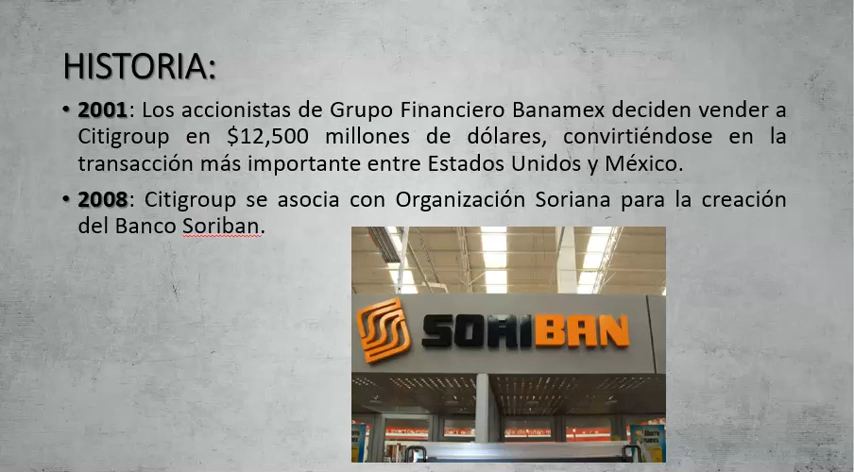 HISTORIA:
• 2001: Los accionistas de Grupo Financiero Banamex deciden vender a
Citigroup en $12,500 millones de dólares, convirtiéndose en la
transacción más importante entre Estados Unidos y México.
• 2008: Citigroup se asocia con Organización Soriana para la creación
del Banco Soriban.
SORIBAN